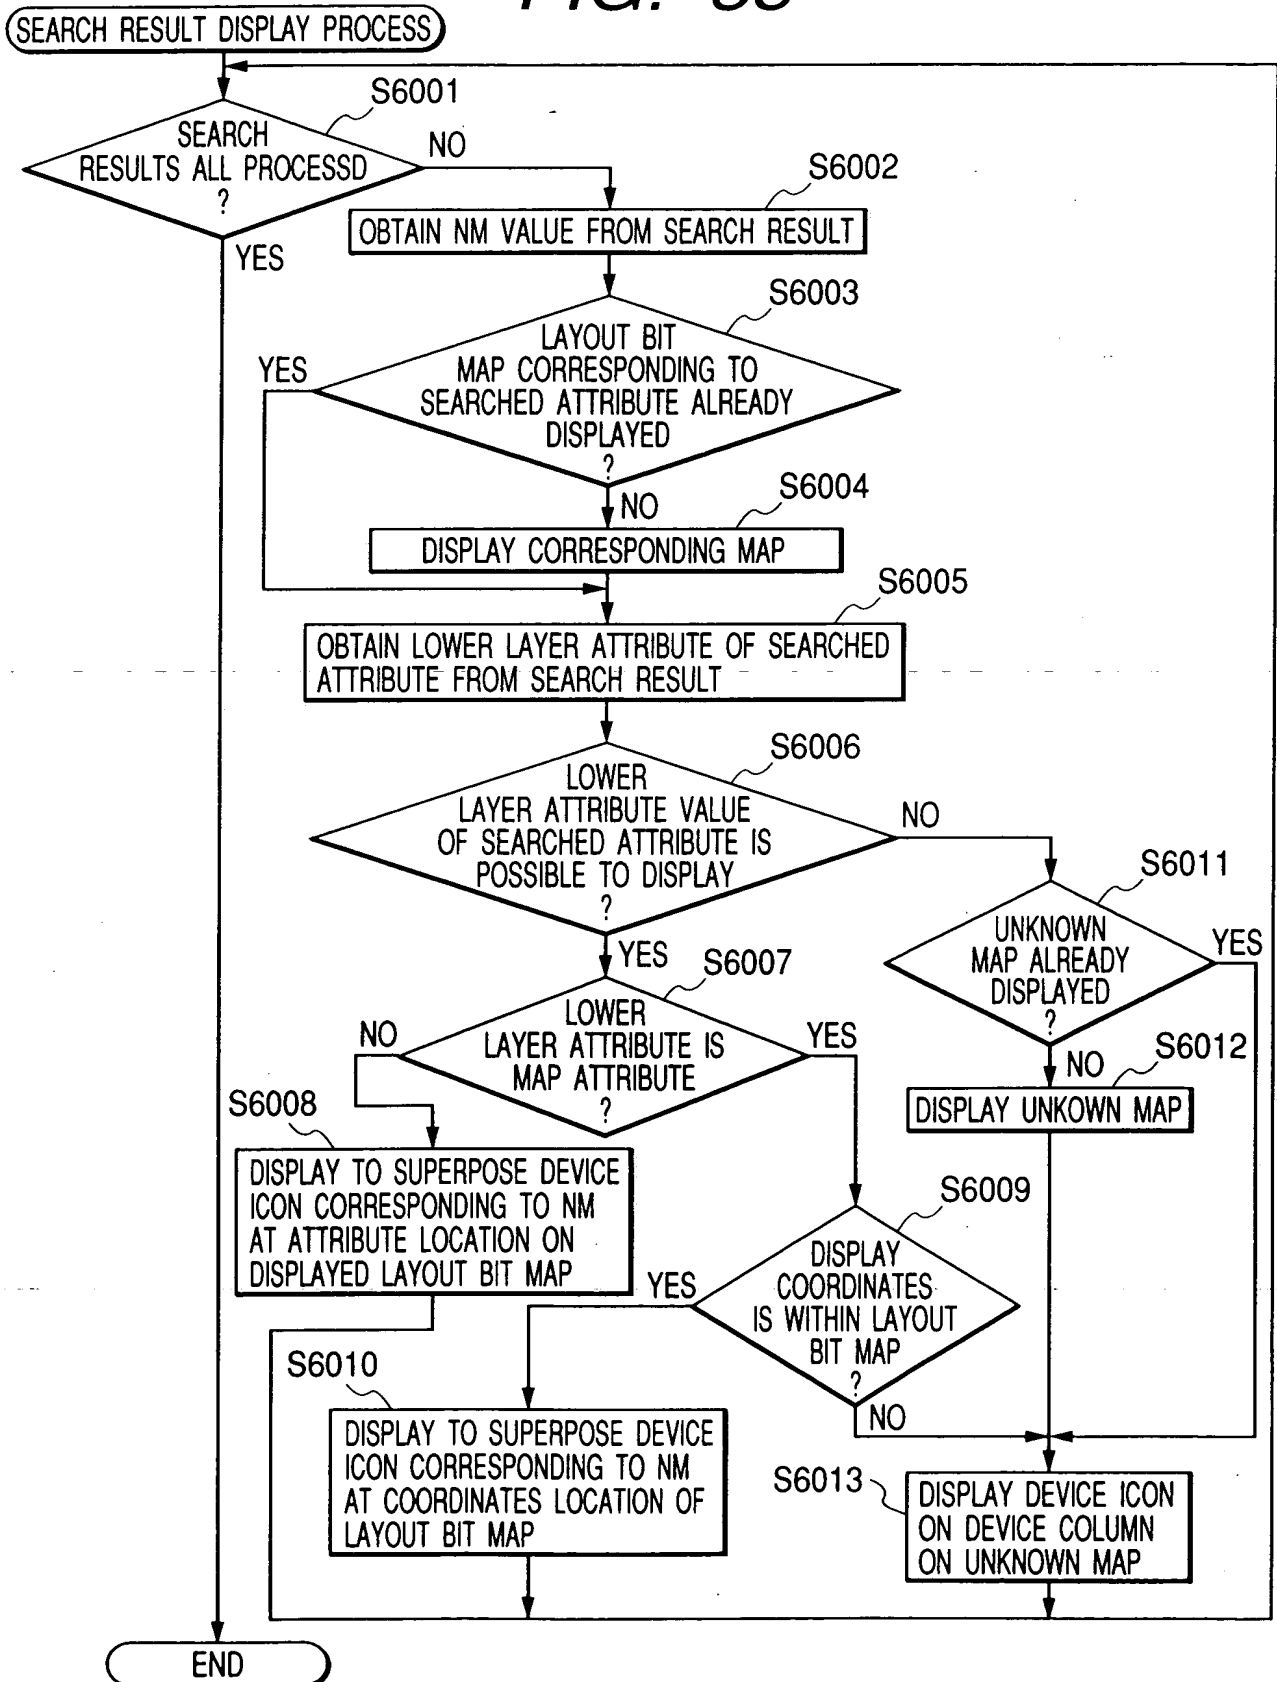 SEARCH RESULT DISPLAY PROCESS
S6001
SEARCH
RESULTS ALL PROCESSD
?
NO
YES
S6002
OBTAIN NM VALUE FROM SEARCH RESULT
S6003
LAYOUT BIT
MAP CORRESPONDING TO
SEARCHED ATTRIBUTE ALREADY
DISPLAYED
?
YES
NO
S6004
DISPLAY CORRESPONDING MAP
S6005
OBTAIN LOWER LAYER ATTRIBUTE OF SEARCHED
ATTRIBUTE FROM SEARCH RESULT
S6006
LOWER
LAYER ATTRIBUTE VALUE
OF SEARCHED ATTRIBUTE IS
POSSIBLE TO DISPLAY
?
NO
YES
S6011
UNKNOWN
MAP ALREADY
DISPLAYED
?
YES
NO
S6007
LOWER
LAYER ATTRIBUTE IS
MAP ATTRIBUTE
?
NO
YES
S6012
DISPLAY UNKOWN MAP
S6008
DISPLAY TO SUPERPOSE DEVICE
ICON CORRESPONDING TO NM
AT ATTRIBUTE LOCATION ON
DISPLAYED LAYOUT BIT MAP
S6009
DISPLAY
COORDINATES
IS WITHIN LAYOUT
BIT MAP
?
YES
NO
S6010
DISPLAY TO SUPERPOSE DEVICE
ICON CORRESPONDING TO NM
AT COORDINATES LOCATION OF
LAYOUT BIT MAP
S6013
DISPLAY DEVICE ICON
ON DEVICE COLUMN
ON UNKNOWN MAP
END